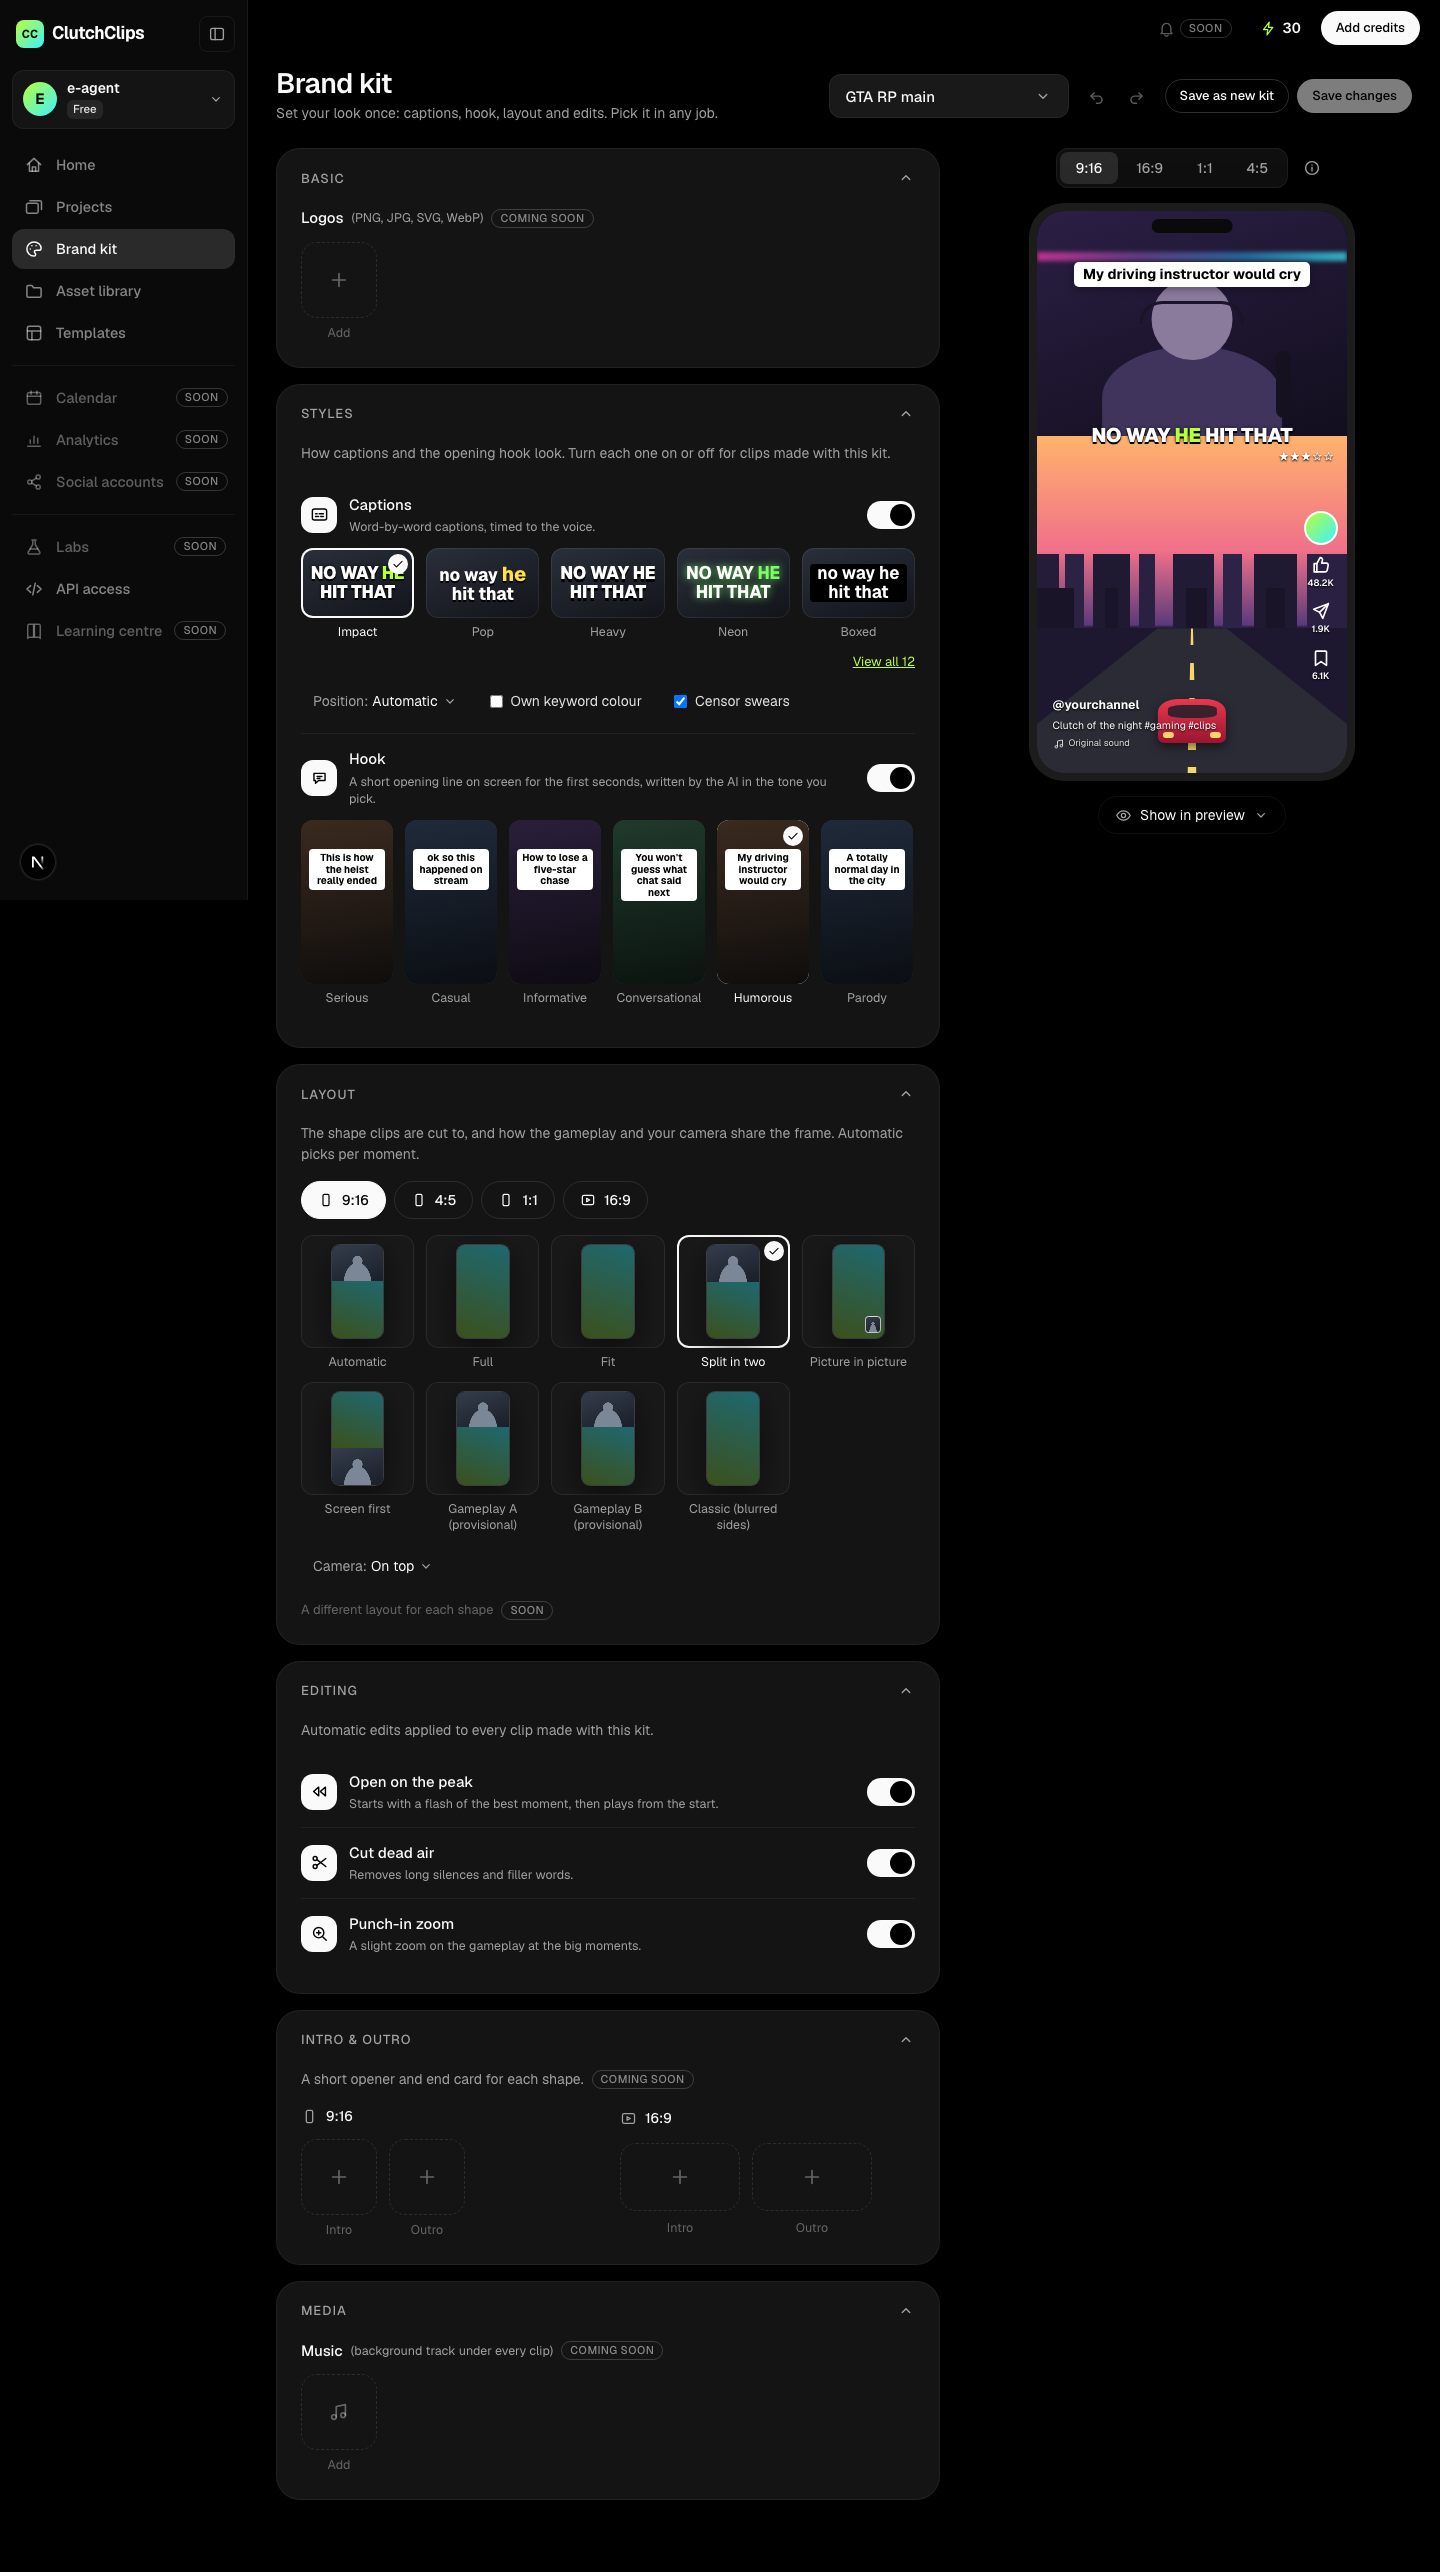 CC ClutchClips
E
e-agent
Free
Home
Projects
Brand kit
Asset library
Templates
Calendar SOON
Analytics SOON
Social accounts SOON
Labs SOON
API access
Learning centre SOON
N
SOON
30
Add credits
Brand kit
Set your look once: captions, hook, layout and edits. Pick it in any job.
GTA RP main
Save as new kit
Save changes
BASIC
Logos (PNG, JPG, SVG, WebP) COMING SOON
Add
STYLES
How captions and the opening hook look. Turn each one on or off for clips made with this kit.
Captions
Word-by-word captions, timed to the voice.
NO WAY HE
HIT THAT
Impact
no way he
hit that
Pop
NO WAY HE
HIT THAT
Heavy
NO WAY HE
HIT THAT
Neon
no way he
hit that
Boxed
View all 12
Position: Automatic
Own keyword colour
Censor swears
Hook
A short opening line on screen for the first seconds, written by the AI in the tone you
pick.
This is how
the heist
really ended
Serious
ok so this
happened on
stream
Casual
How to lose a
five-star
chase
Informative
You won't
guess what
chat said
next
Conversational
My driving
instructor
would cry
Humorous
A totally
normal day in
the city
Parody
LAYOUT
The shape clips are cut to, and how the gameplay and your camera share the frame. Automatic
picks per moment.
9:16
4:5
1:1
16:9
Automatic
Full
Fit
Split in two
Picture in picture
Screen first
Gameplay A
(provisional)
Gameplay B
(provisional)
Classic (blurred
sides)
Camera: On top
A different layout for each shape SOON
EDITING
Automatic edits applied to every clip made with this kit.
Open on the peak
Starts with a flash of the best moment, then plays from the start.
Cut dead air
Removes long silences and filler words.
Punch-in zoom
A slight zoom on the gameplay at the big moments.
INTRO & OUTRO
A short opener and end card for each shape. COMING SOON
9:16
Intro
Outro
16:9
Intro
Outro
MEDIA
Music (background track under every clip) COMING SOON
Add
9:16
16:9
1:1
4:5
My driving instructor would cry
NO WAY HE HIT THAT
★★★☆☆
48.2K
1.9K
6.1K
@yourchannel
Clutch of the night #gaming #clips
Original sound
Show in preview